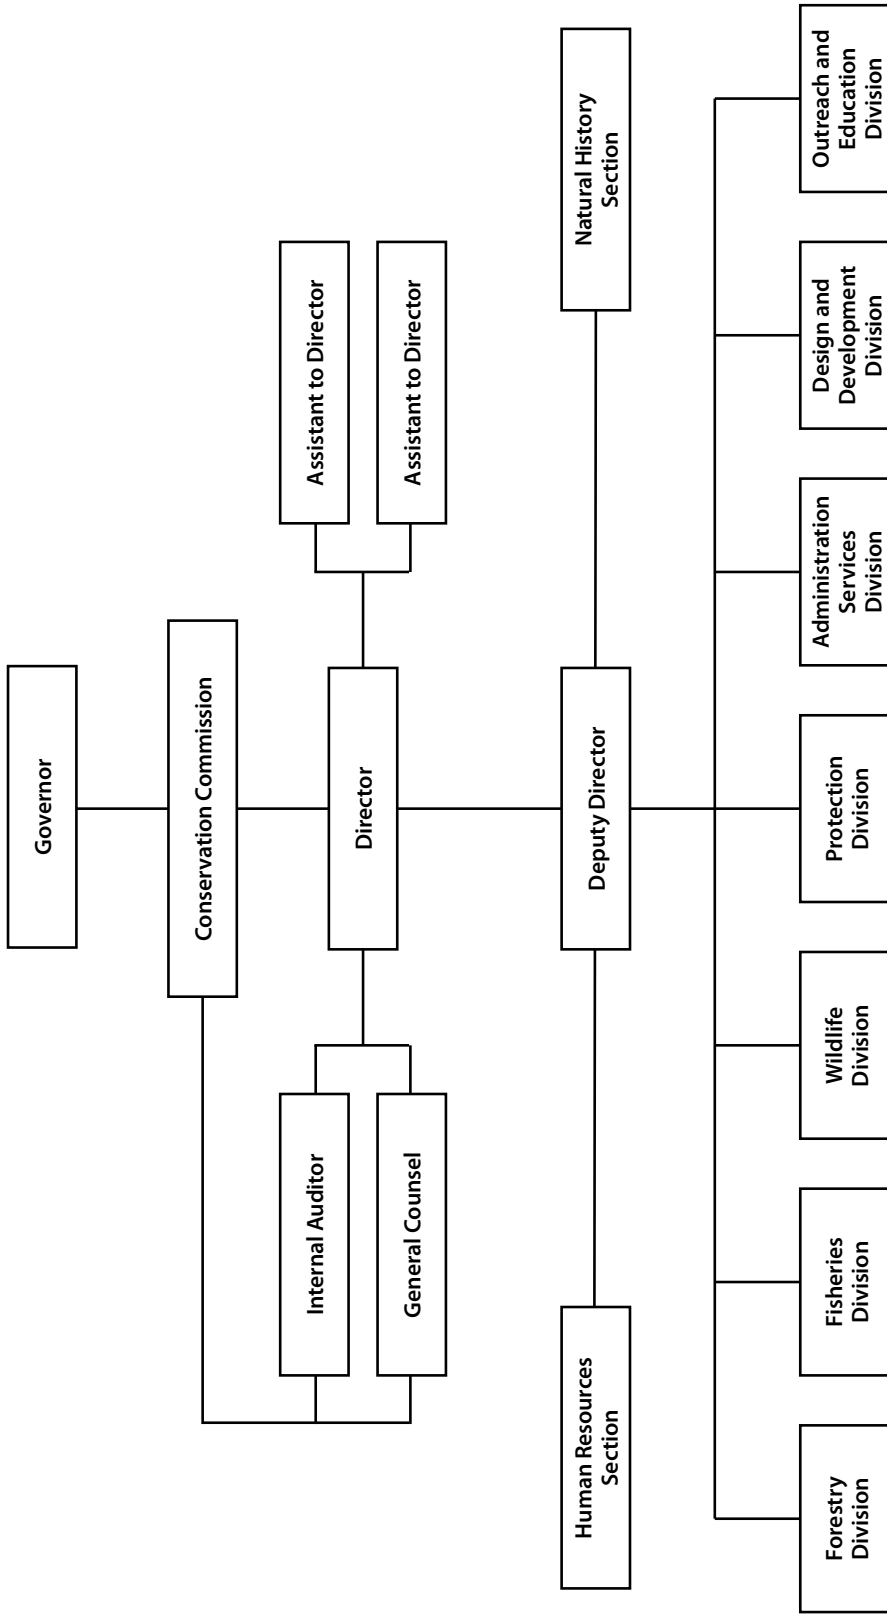 Governor
Conservation Commission
Internal Auditor
General Counsel
Director
Assistant to Director
Assistant to Director
Human Resources
Section
Deputy Director
Natural History
Section
Forestry
Division
Fisheries
Division
Wildlife
Division
Protection
Division
Administration
Services
Division
Design and
Development
Division
Outreach and
Education
Division